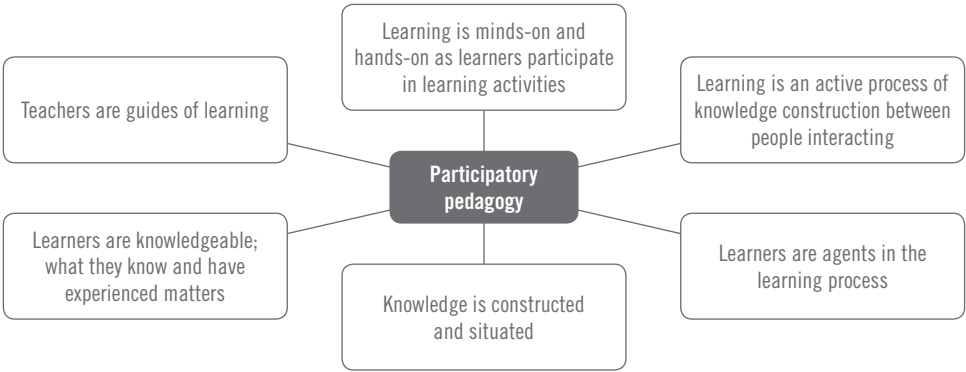 Learning is minds-on and
hands-on as learners participate
in learning activities
Teachers are guides of learning
Learning is an active process of
knowledge construction between
people interacting
Participatory
pedagogy
Learners are knowledgeable;
what they know and have
experienced matters
Knowledge is constructed
and situated
Learners are agents in the
learning process